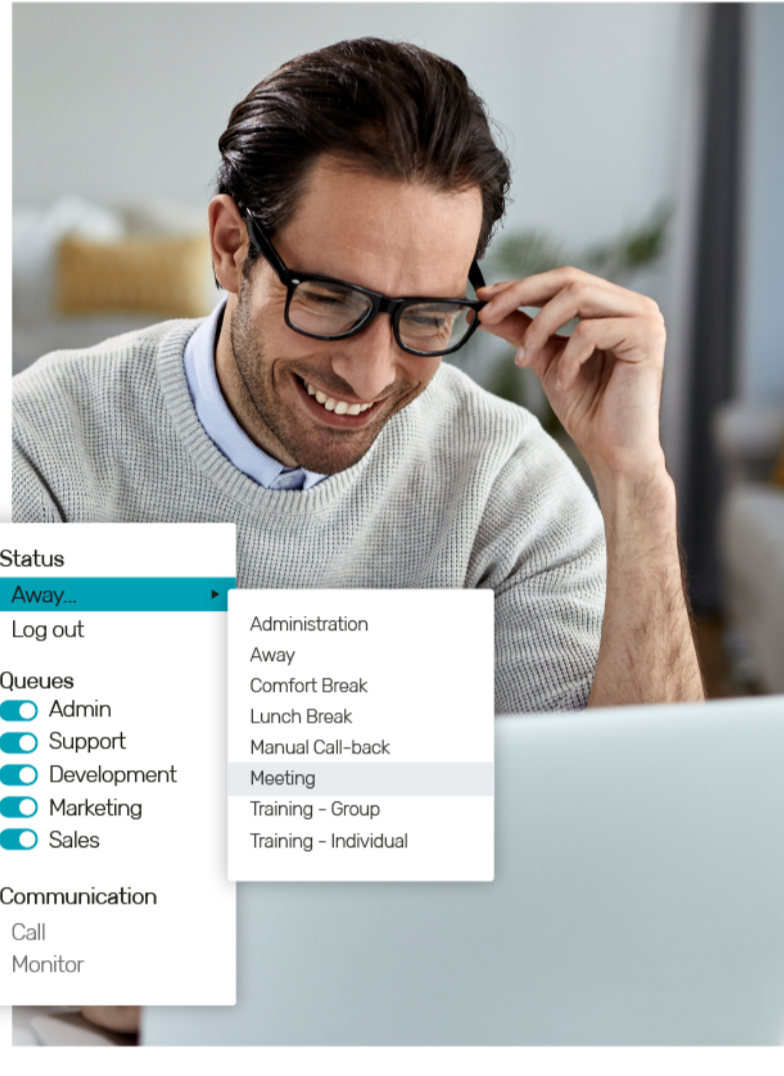 Status
Away...
Log out
Queues
Admin
Support
Development
Marketing
Sales
Communication
Call
Monitor
Administration
Away
Comfort Break
Lunch Break
Manual Call-back
Meeting
Training - Group
Training - Individual